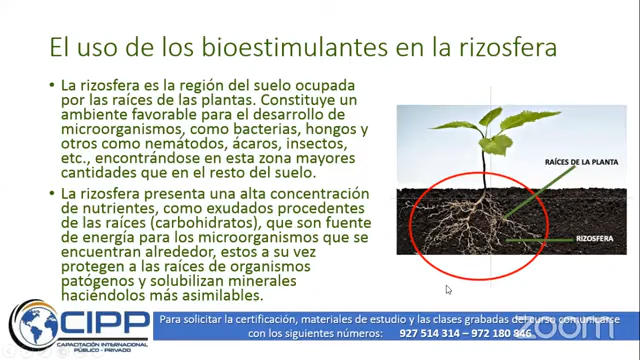 El uso de los bioestimulantes en la rizosfera
• La rizosfera es la región del suelo ocupada
por las raíces de las plantas. Constituye un
ambiente favorable para el desarrollo de
microorganismos, como bacterias, hongos y
otros como nemátodos, ácaros, insectos,
etc., encontrándose en esta zona mayores
cantidades que en el resto del suelo.
• La rizosfera presenta una alta concentración
de nutrientes, como exudados procedentes
de las raíces (carbohidratos), que son fuente
de energía para los microorganismos que se
encuentran alrededor, estos a su vez
protegen a las raíces de organismos
patógenos y solubilizan minerales
haciéndolos más asimilables.
RAÍCES DE LA PLANTA
RIZOSFERA
CIPP
CAPACITACIÓN INTERNACIONAL
PÚBLICO - PRIVADO
Para solicitar la certificación, materiales de estudio y las clases grabadas del curso comunicarse
con los siguientes números: 927 514 314 – 972 180 846
zoom